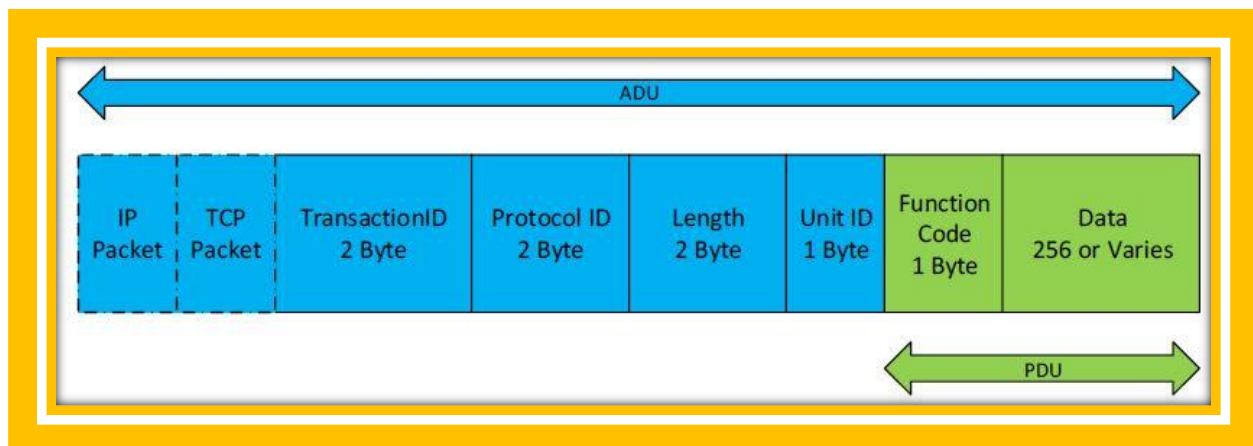 ADU
IP
Packet
TCP
Packet
TransactionID
2 Byte
Protocol ID
2 Byte
Length
2 Byte
Unit ID
1 Byte
Function
Code
1 Byte
Data
256 or Varies
PDU